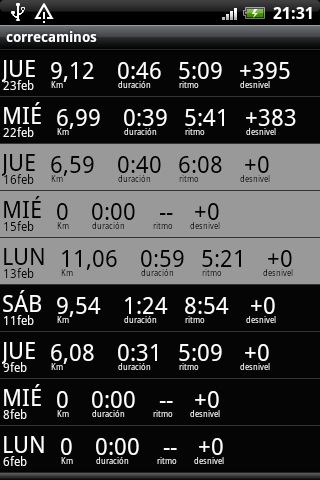 21:31
correcaminos
JUE 9,12 0:46 5:09 +395
23feb Km duración ritmo desnivel
MIÉ 6,99 0:39 5:41 +383
22feb Km duración ritmo desnivel
JUE 6,59 0:40 6:08 +0
16feb Km duración ritmo desnivel
MIÉ 0 0:00 -- +0
15feb Km duración ritmo desnivel
LUN 11,06 0:59 5:21 +0
13feb Km duración ritmo desnivel
SÁB 9,54 1:24 8:54 +0
11feb Km duración ritmo desnivel
JUE 6,08 0:31 5:09 +0
9feb Km duración ritmo desnivel
MIÉ 0 0:00 -- +0
8feb Km duración ritmo desnivel
LUN 0 0:00 -- +0
6feb Km duración ritmo desnivel